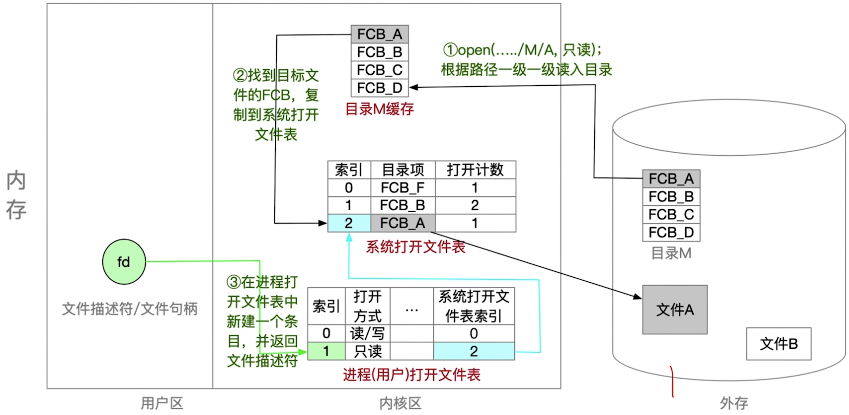 FCB_A
FCB_B
FCB_C
FCB_D
目录M缓存
①open(...../M/A, 只读);
根据路径一级一级读入目录
②找到目标文
件的FCB，复
制到系统打开
文件表
内
存
索引 目录项 打开计数
0 FCB_F 1
1 FCB_B 2
2 FCB_A 1
系统打开文件表
FCB_A
FCB_B
FCB_C
FCB_D
目录M
fd
文件描述符/文件句柄
③在进程打
开文件表中
新建一个条
目，并返回
文件描述符
索引 打开 … 系统打开文
方式 件表索引
0 读/写 0
1 只读 2
进程(用户)打开文件表
文件A
文件B
用户区
内核区
外存